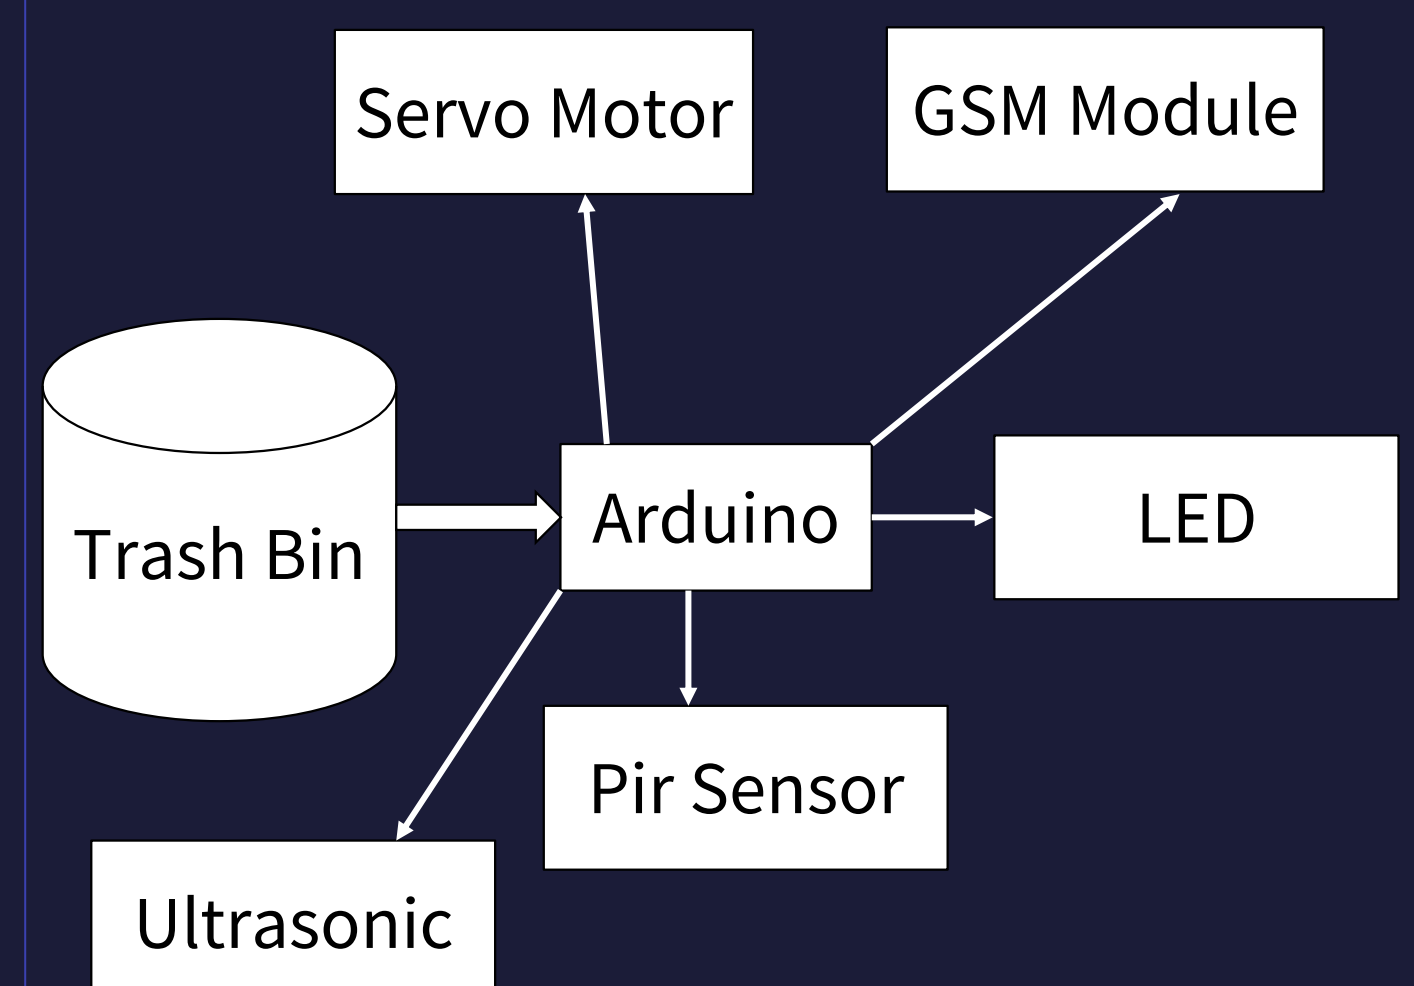 Servo Motor
GSM Module
Trash Bin
Arduino
LED
Pir Sensor
Ultrasonic